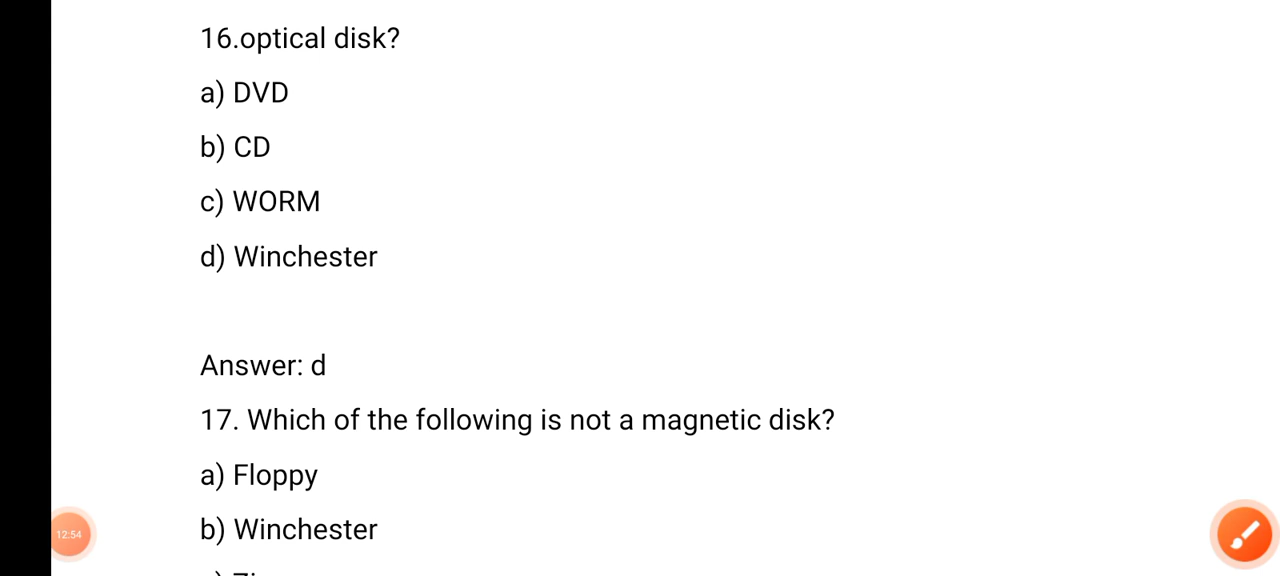 16.optical disk?
a) DVD
b) CD
c) WORM
d) Winchester
Answer: d
17. Which of the following is not a magnetic disk?
a) Floppy
b) Winchester
12:54